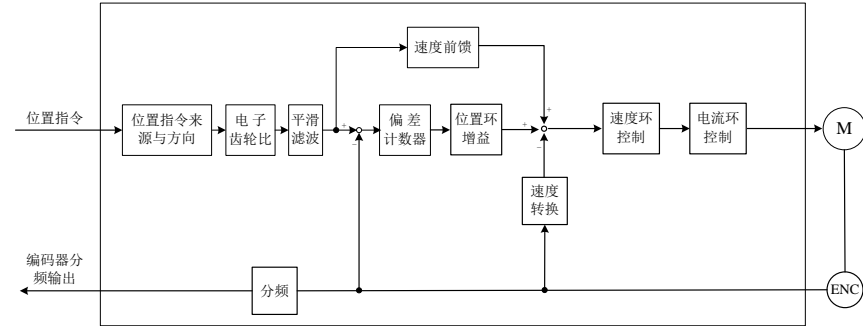 速度前馈
+
位置指令
位置指令来
源与方向
电 子
齿轮比
平滑
滤波
+
−
偏 差
计数器
位置环
增益
+
−
速度环
控制
电流环
控制
M
速度
转换
编码器分
频输出
分频
ENC